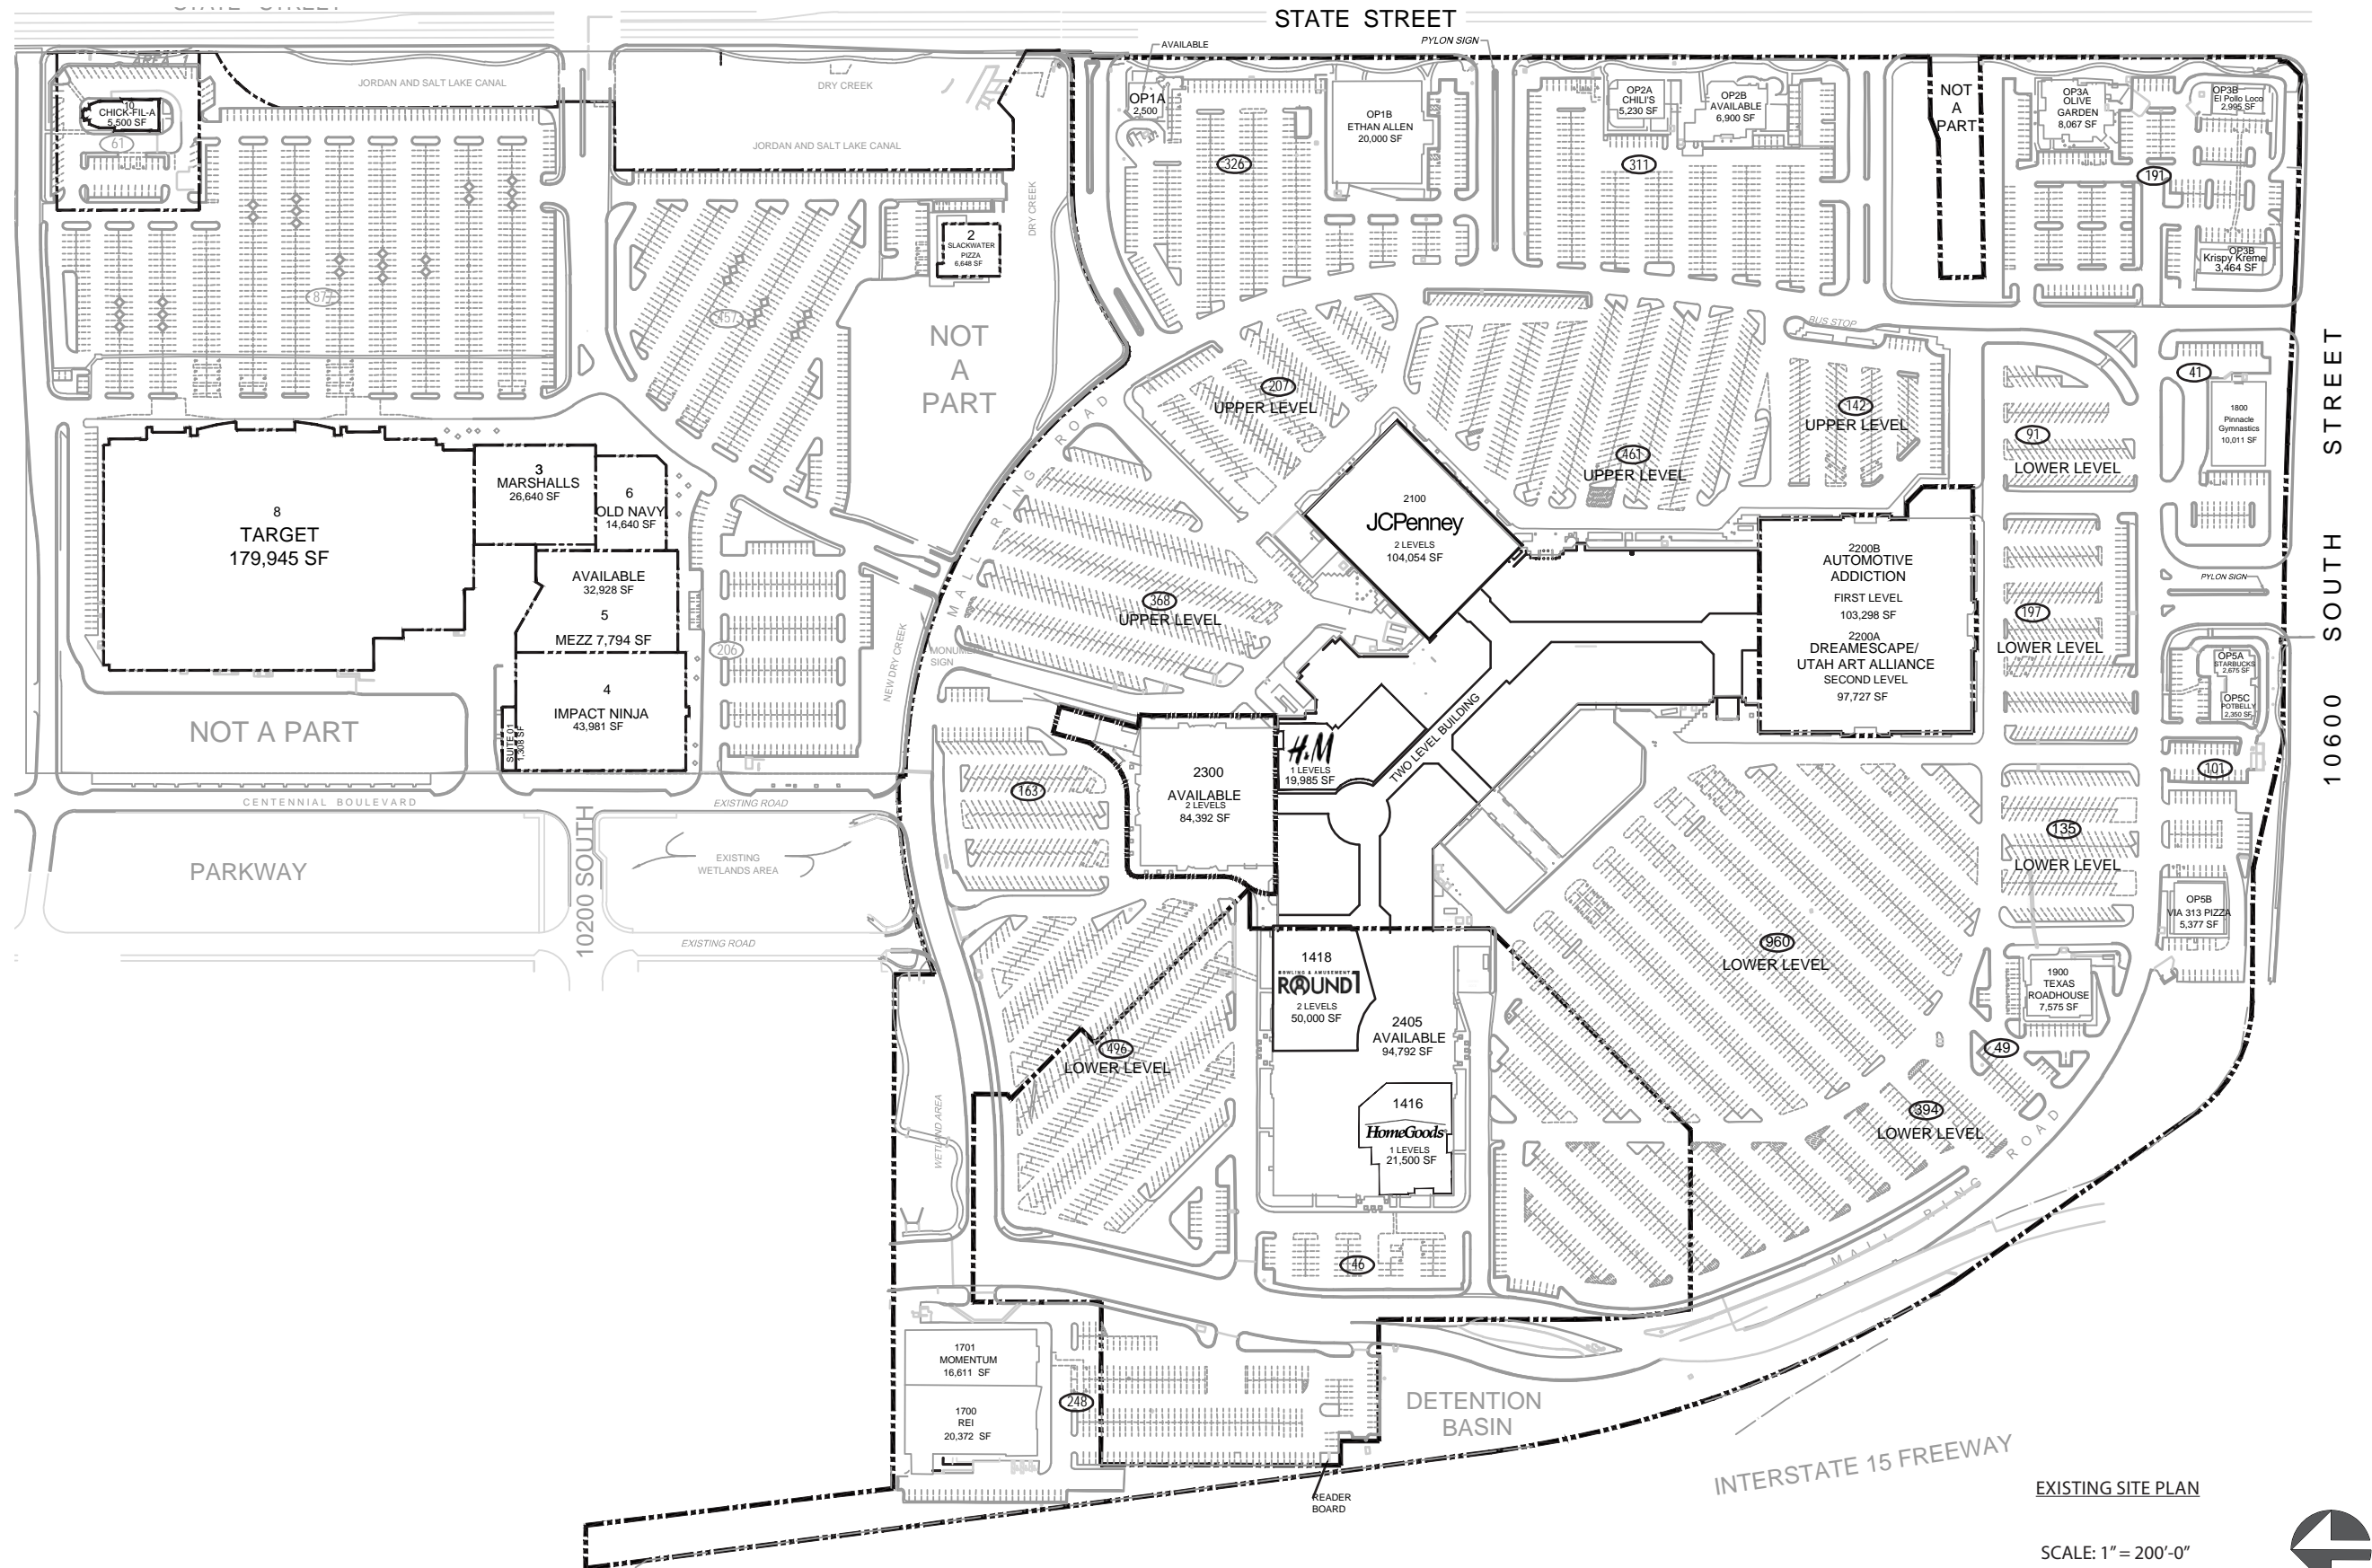 STATE STREET
STATE STREET
AVAILABLE
PYLON SIGN
AREA 1
10
CHICK-FIL-A
5,500 SF
61
JORDAN AND SALT LAKE CANAL
DRY CREEK
JORDAN AND SALT LAKE CANAL
DRY CREEK
OP1A
2,500
326
OP1B
ETHAN ALLEN
20,000 SF
OP2A
CHILI'S
5,230 SF
OP2B
AVAILABLE
6,900 SF
311
NOT
A
PART
OP3A
OLIVE
GARDEN
8,067 SF
OP3B
El Pollo Loco
2,995 SF
191
OP3B
Krispy Kreme
3,464 SF
2
SLACKWATER
PIZZA
6,648 SF
877
457
NOT
A
PART
BUS STOP
207
UPPER LEVEL
461
UPPER LEVEL
142
UPPER LEVEL
91
LOWER LEVEL
41
1800
Pinnacle
Gymnastics
10,011 SF
10600 SOUTH STREET
8
TARGET
179,945 SF
3
MARSHALLS
26,640 SF
6
OLD NAVY
14,640 SF
AVAILABLE
32,928 SF
5
MEZZ 7,794 SF
4
IMPACT NINJA
43,981 SF
SUITE 01
1,308 SF
206
NOT A PART
MALL RING ROAD
NEW DRY CREEK
MONUMENT
SIGN
368
UPPER LEVEL
2100
JCPenney
2 LEVELS
104,054 SF
2200B
AUTOMOTIVE
ADDICTION
FIRST LEVEL
103,298 SF
2200A
DREAMESCAPE/
UTAH ART ALLIANCE
SECOND LEVEL
97,727 SF
197
LOWER LEVEL
PYLON SIGN
OP5A
STARBUCKS
2,675 SF
OP5C
POTBELLY
2,350 SF
101
H&M
1 LEVELS
19,985 SF
TWO LEVEL BUILDING
2300
AVAILABLE
2 LEVELS
84,392 SF
163
CENTENNIAL BOULEVARD
EXISTING ROAD
PARKWAY
10200 SOUTH
EXISTING
WETLANDS AREA
EXISTING ROAD
135
LOWER LEVEL
OP5B
VIA 313 PIZZA
5,377 SF
960
LOWER LEVEL
1900
TEXAS
ROADHOUSE
7,575 SF
49
1418
BOWLING & AMUSEMENT
ROUND1
2 LEVELS
50,000 SF
2405
AVAILABLE
94,792 SF
496
LOWER LEVEL
1416
HomeGoods
1 LEVELS
21,500 SF
394
LOWER LEVEL
WETLAND AREA
46
MALL RING ROAD
1701
MOMENTUM
16,611 SF
1700
REI
20,372 SF
248
DETENTION
BASIN
READER
BOARD
INTERSTATE 15 FREEWAY
EXISTING SITE PLAN
SCALE: 1" = 200'-0"